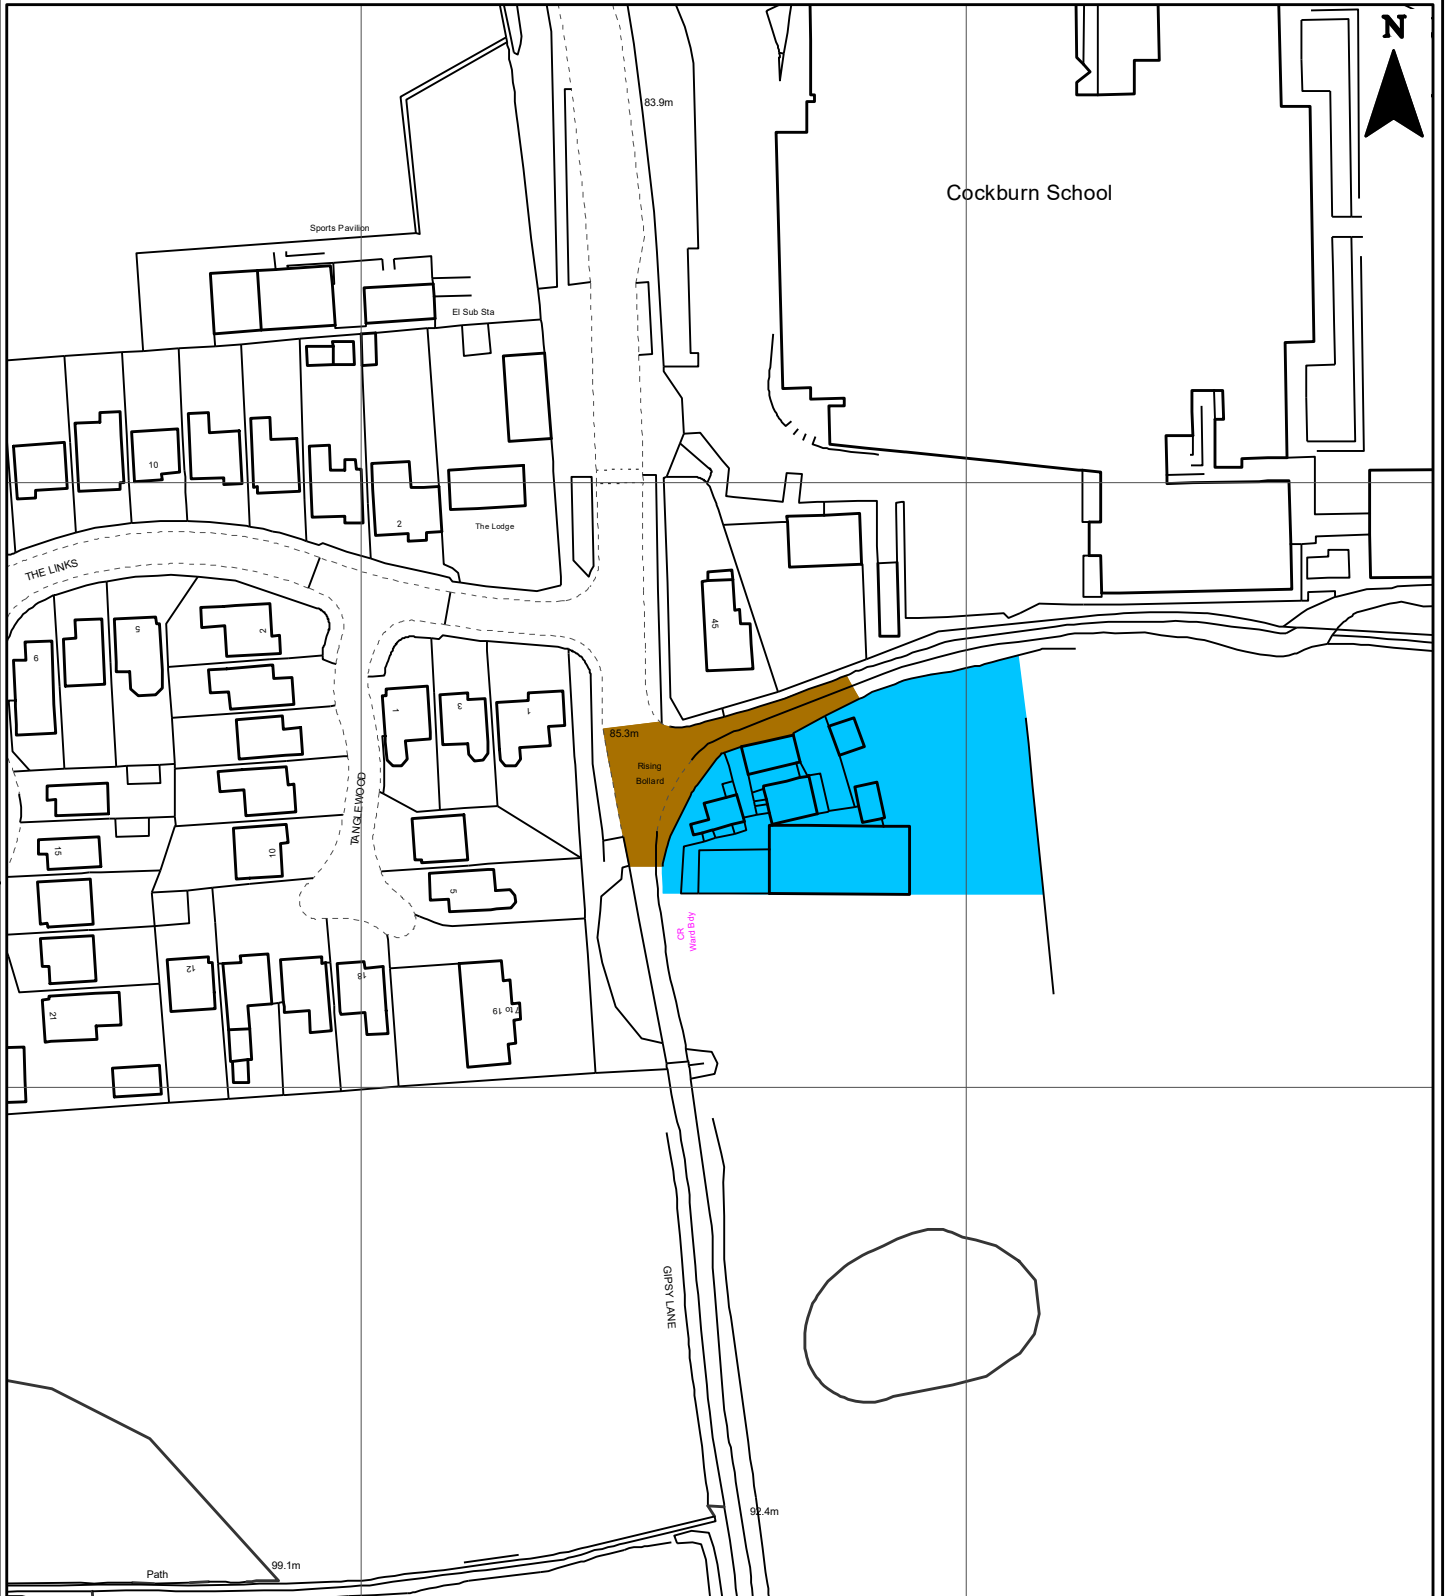 N
83.9m
Cockburn School
Sports Pavilion
El Sub Sta
10
2
The Lodge
THE LINKS
5
2
9
45
1
3
1
85.3m
Rising
Bollard
TANGLEWOOD
15
10
5
CR
Ward Bdy
12
18
21
7 to 19
GIPSY LANE
92.4m
99.1m
Path